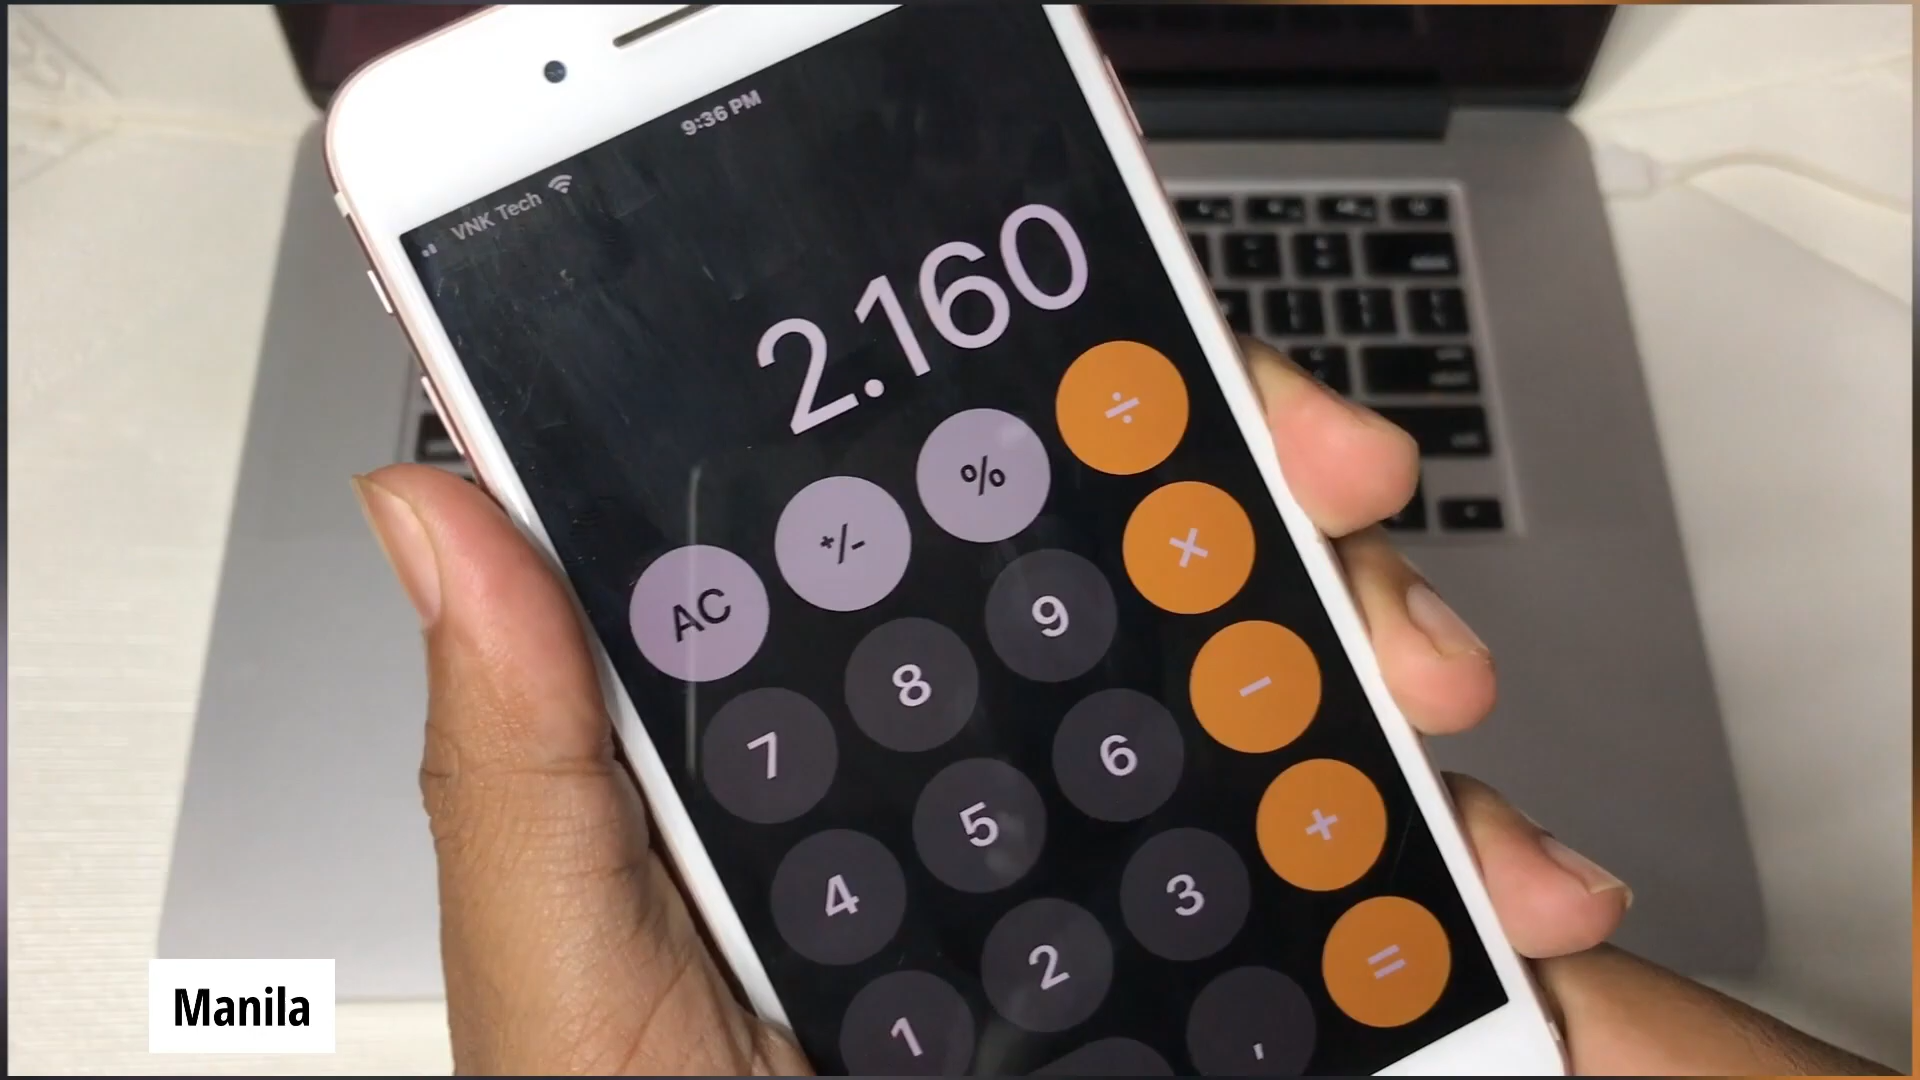 9:36 PM
VNK Tech
2.160
AC +/- % ÷
7 8 9 ×
4 5 6 −
1 2 3 +
, =
Manila